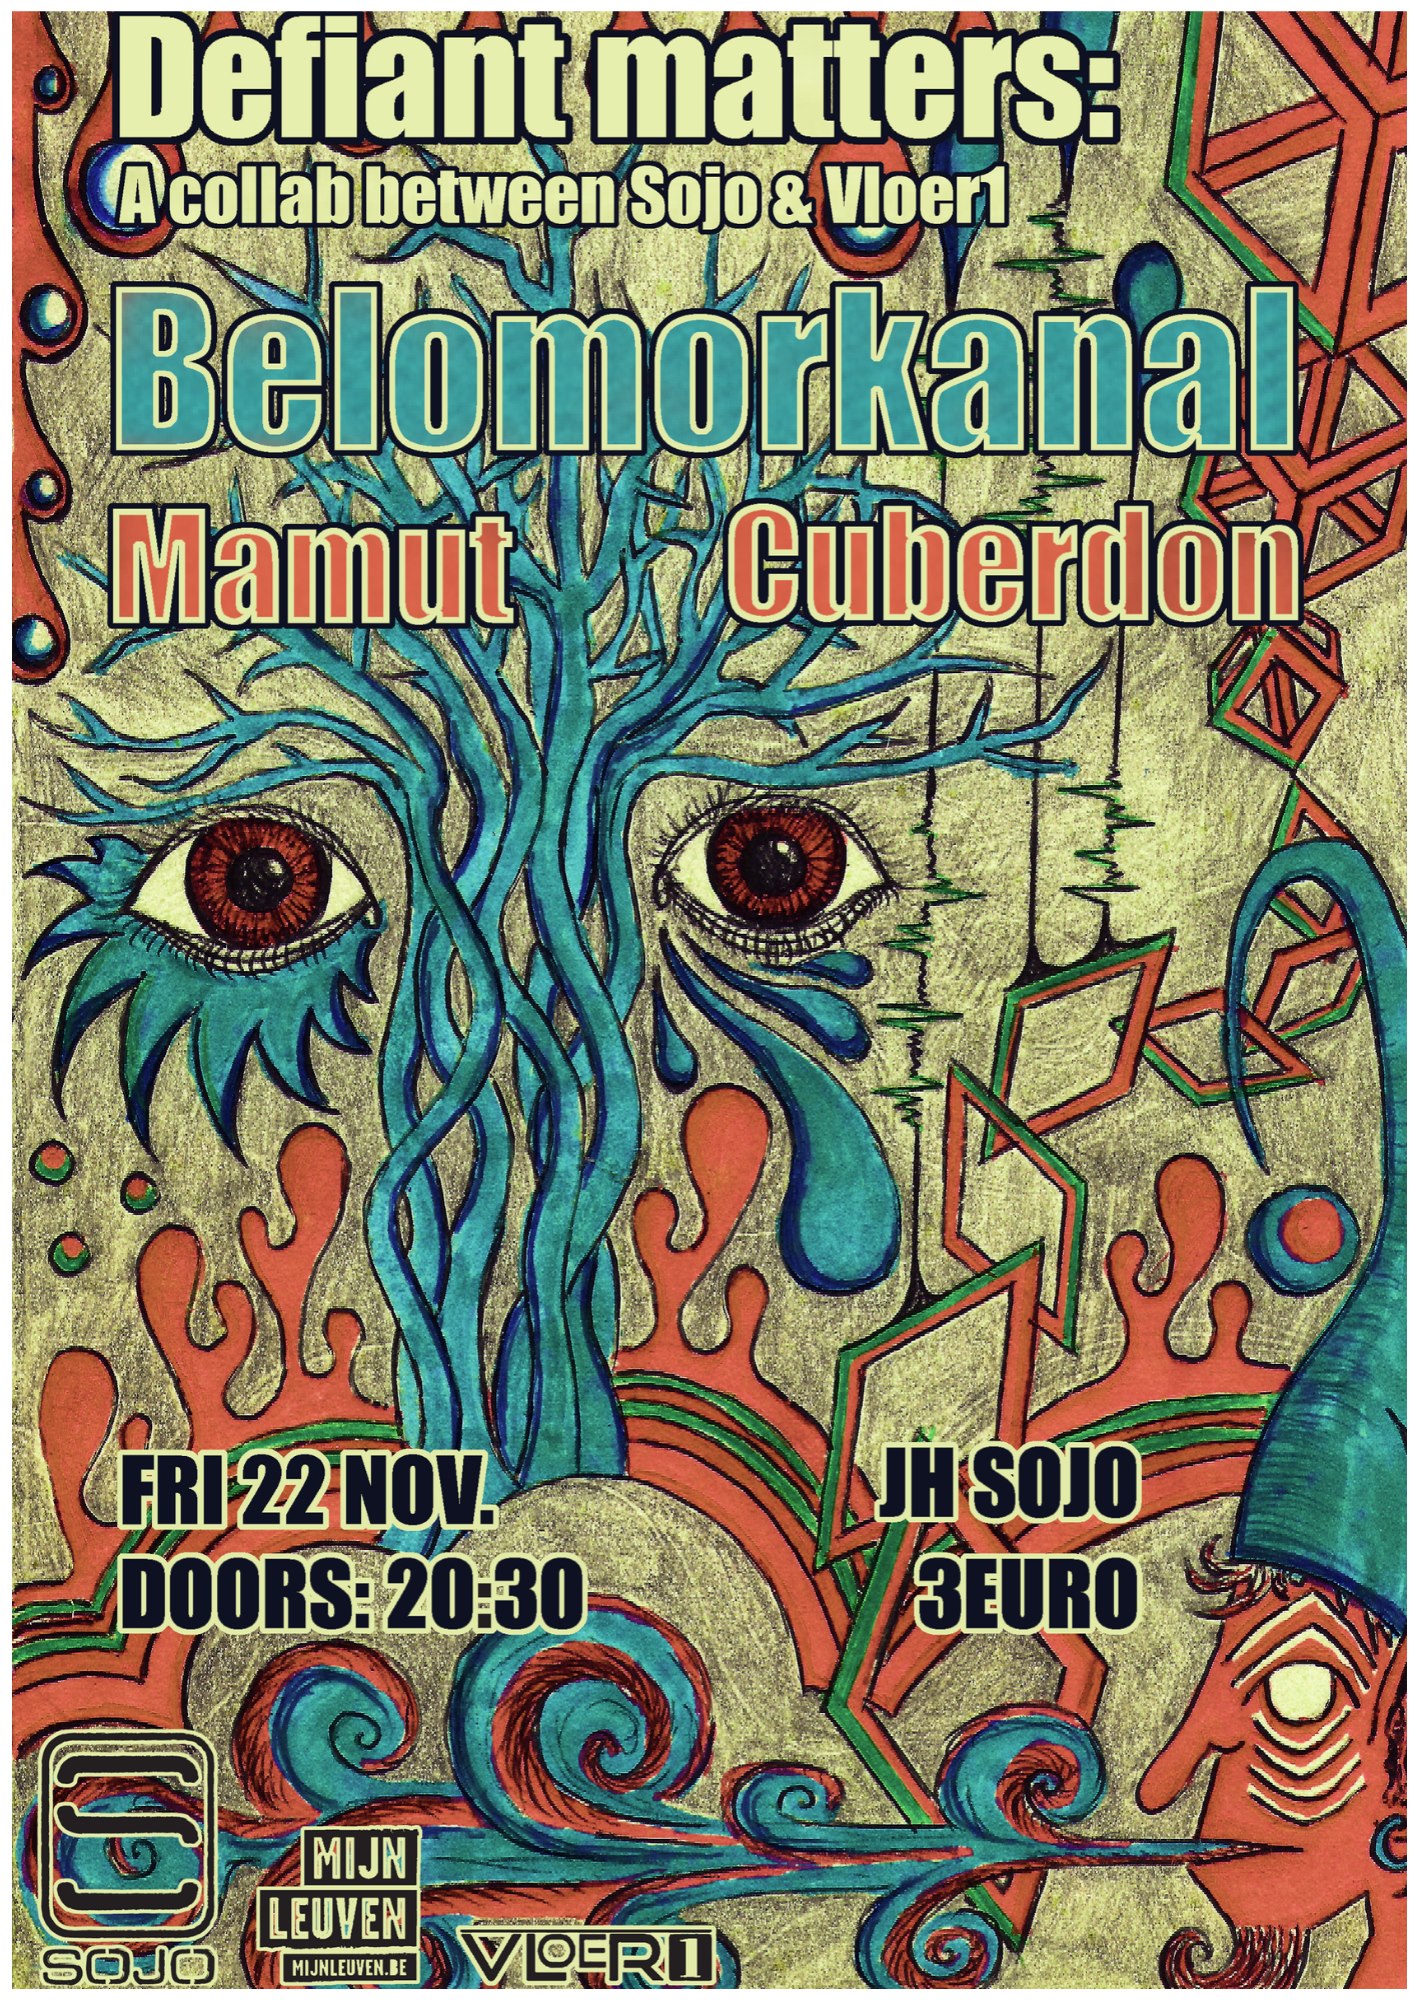 Defiant matters:
A collab between Sojo & Vloer1
Belomorkanal
Mamut Cuberdon
FRI 22 NOV. JH SOJO
DOORS: 20:30 3EURO
SOJO
MIJN
LEUVEN
MIJNLEUVEN.BE
VLOER1